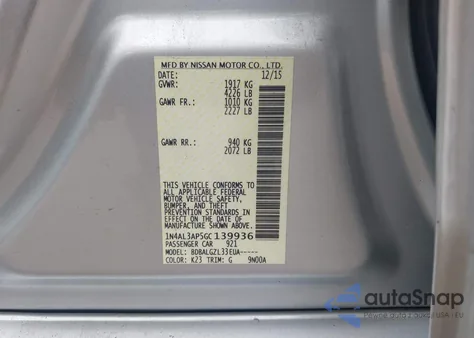 MFD BY NISSAN MOTOR CO., LTD.
DATE: 12/15
GVWR: 1917 KG
4226 LB
GAWR FR.: 1010 KG
2227 LB
GAWR RR.: 940 KG
2072 LB
THIS VEHICLE CONFORMS TO ALL
APPLICABLE FEDERAL
MOTOR VEHICLE SAFETY,
BUMPER, AND THEFT
PREVENTION STANDARDS
IN EFFECT ON THE DATE OF
MANUFACTURE SHOWN ABOVE.
1N4AL3AP5GC139936
PASSENGER CAR 921
MODEL: BDBALGZL33EUA-----
COLOR: K23 TRIM: G 9N00A
autaSnap